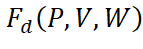 F_d(P, V, W)